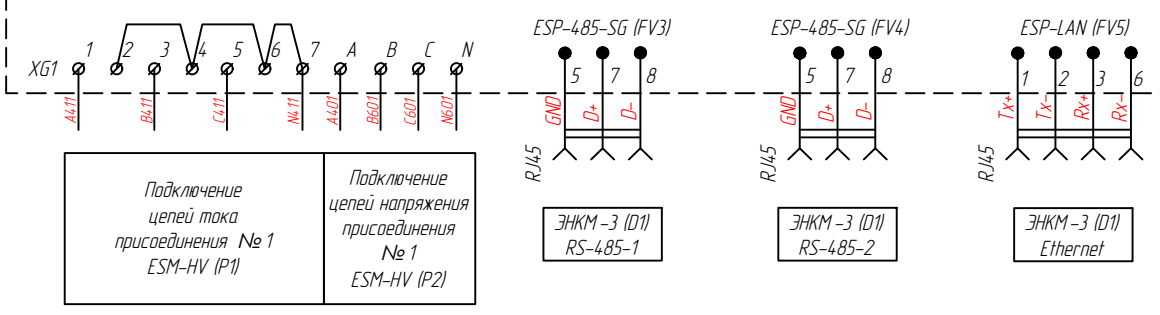 ESP-485-SG (FV3)
ESP-485-SG (FV4)
ESP-LAN (FV5)
XG1
1 2 3 4 5 6 7 A B C N
A411
B411
C411
N411
A401
B601
C601
N601
5 7 8
GND
D+
D-
RJ45
5 7 8
GND
D+
D-
RJ45
1 2 3 6
Tx+
Tx-
Rx+
Rx-
RJ45
Подключение
цепей тока
присоединения № 1
ESM-HV (P1)
Подключение
цепей напряжения
присоединения
№ 1
ESM-HV (P2)
ЭНКМ-3 (D1)
RS-485-1
ЭНКМ-3 (D1)
RS-485-2
ЭНКМ-3 (D1)
Ethernet